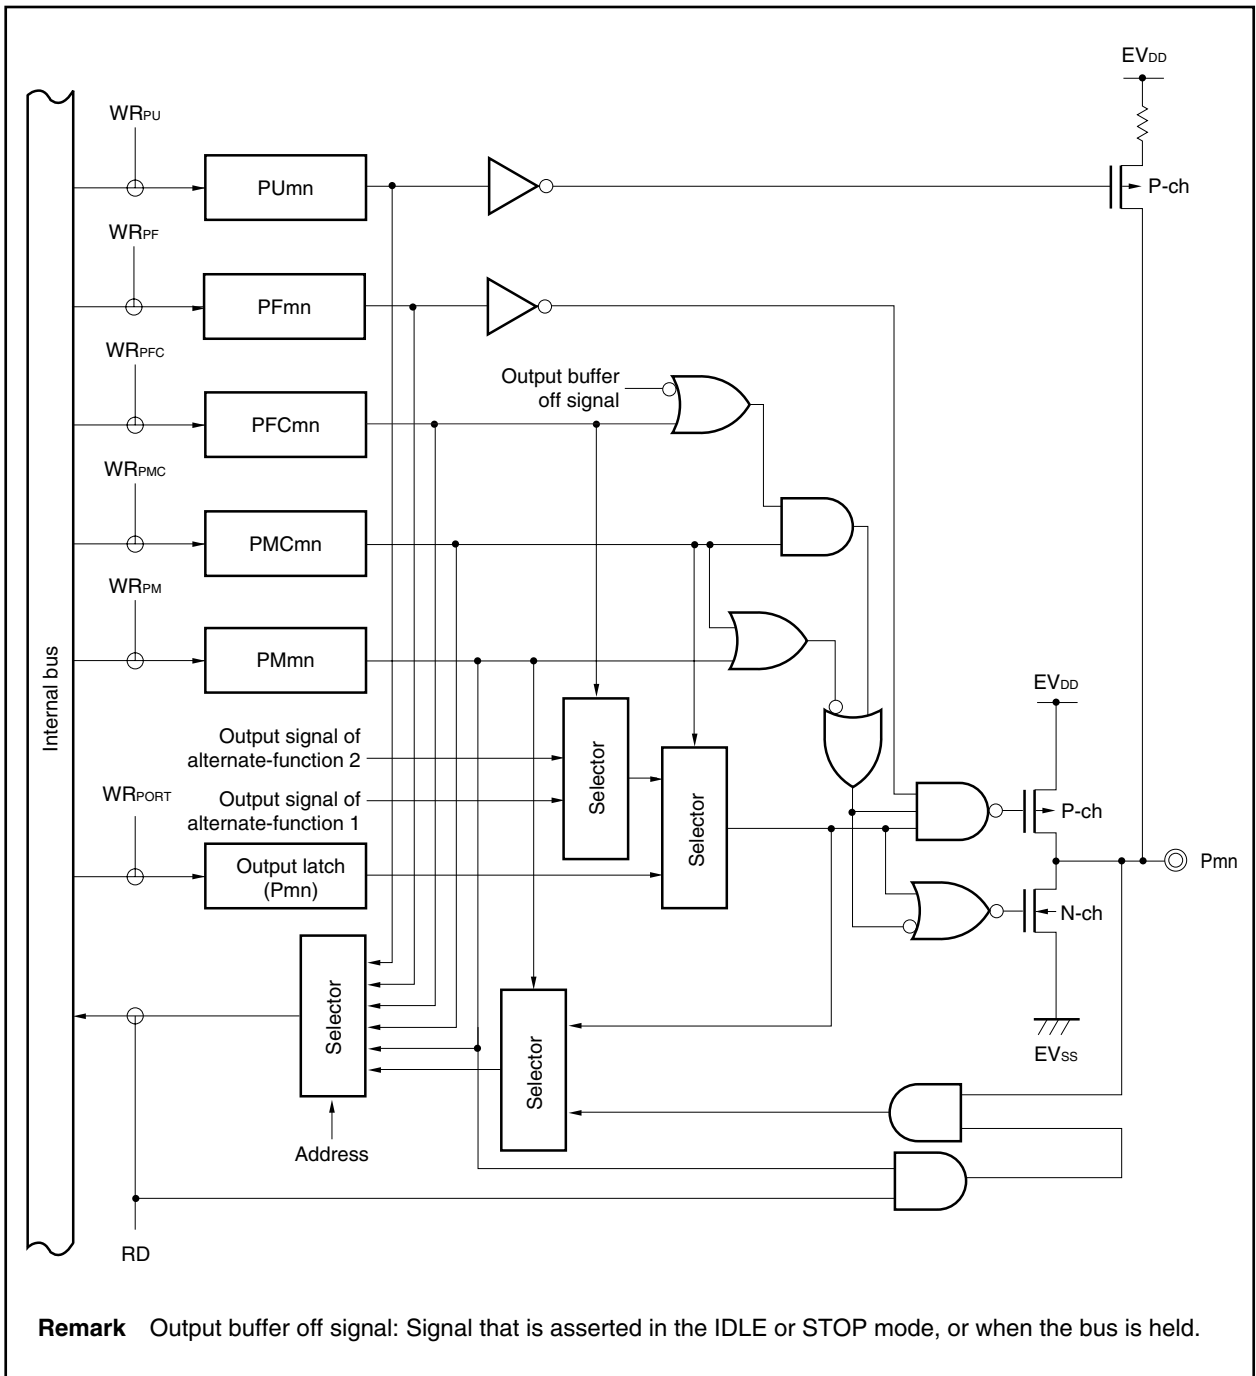 EVDD
WRPU
PUmn
P-ch
WRPF
PFmn
WRPFC
Output buffer
off signal
PFCmn
WRPMC
PMCmn
WRPM
PMmn
Internal bus
EVDD
Output signal of
alternate-function 2
Selector
WRPORT
Output signal of
alternate-function 1
Selector
P-ch
Output latch
(Pmn)
Pmn
N-ch
Selector
Selector
EVSS
Address
RD
Remark Output buffer off signal: Signal that is asserted in the IDLE or STOP mode, or when the bus is held.